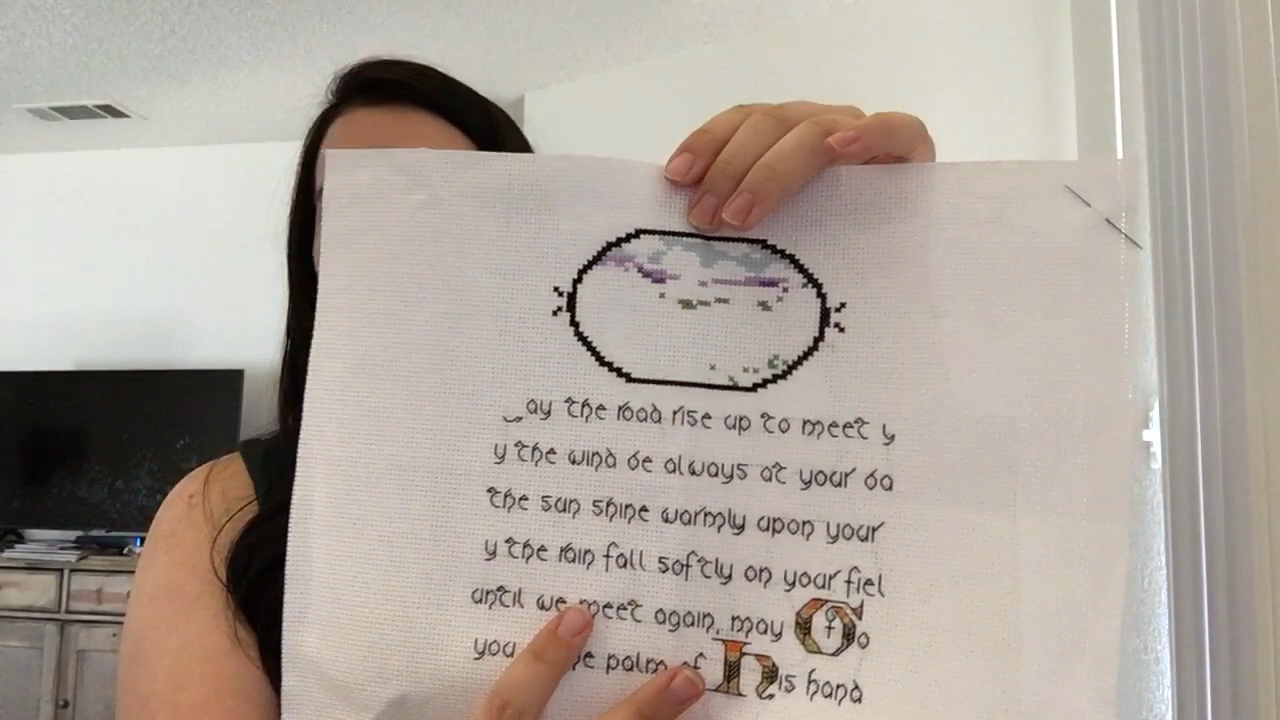 ay the road rise up to meet y
y the wind be always at your ba
the sun shine warmly upon your
y the rain fall softly on your fiel
until we meet again, may Go
you he palm of His hand